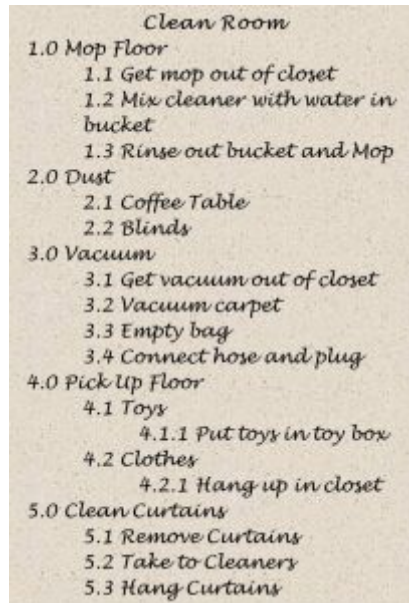 Clean Room
1.0 Mop Floor
1.1 Get mop out of closet
1.2 Mix cleaner with water in
bucket
1.3 Rinse out bucket and Mop
2.0 Dust
2.1 Coffee Table
2.2 Blinds
3.0 Vacuum
3.1 Get vacuum out of closet
3.2 Vacuum carpet
3.3 Empty bag
3.4 Connect hose and plug
4.0 Pick Up Floor
4.1 Toys
4.1.1 Put toys in toy box
4.2 Clothes
4.2.1 Hang up in closet
5.0 Clean Curtains
5.1 Remove Curtains
5.2 Take to Cleaners
5.3 Hang Curtains